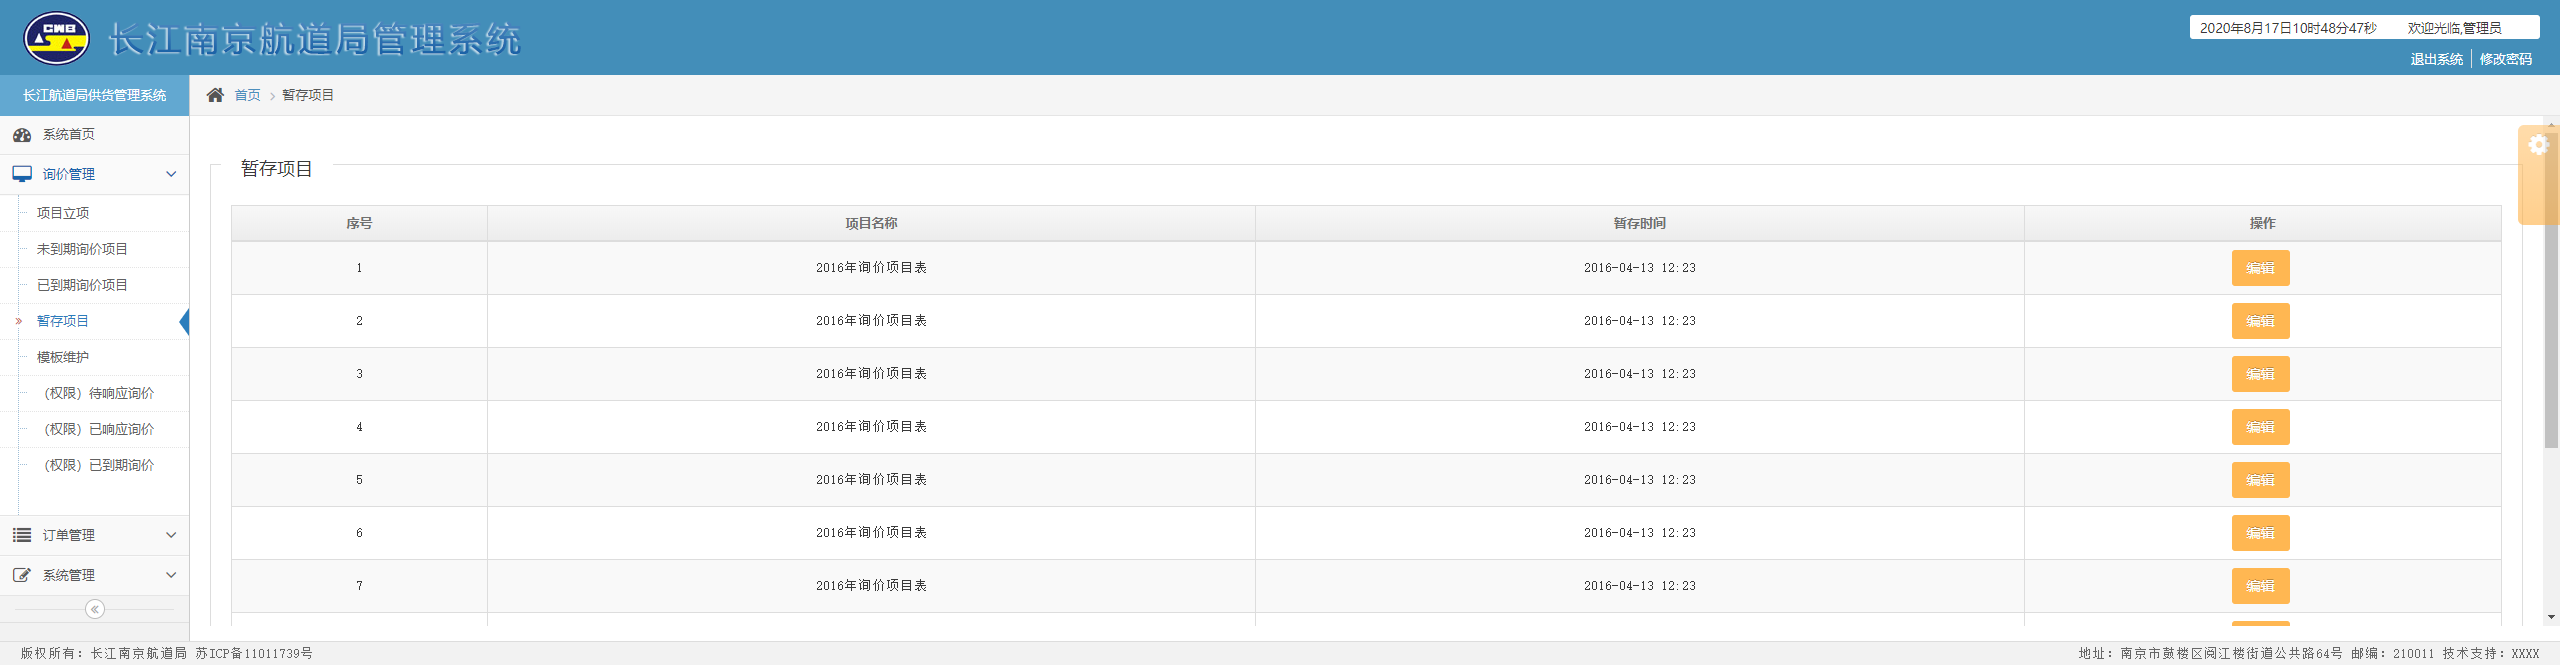 CWB 长江南京航道局管理系统
2020年8月17日10时48分47秒 欢迎光临,管理员
退出系统 修改密码
长江航道局供货管理系统
首页 暂存项目
系统首页
询价管理
项目立项
未到期询价项目
已到期询价项目
暂存项目
模板维护
（权限）待响应询价
（权限）已响应询价
（权限）已到期询价
订单管理
系统管理
暂存项目
序号 项目名称 暂存时间 操作
1 2016年询价项目表 2016-04-13 12:23 编辑
2 2016年询价项目表 2016-04-13 12:23 编辑
3 2016年询价项目表 2016-04-13 12:23 编辑
4 2016年询价项目表 2016-04-13 12:23 编辑
5 2016年询价项目表 2016-04-13 12:23 编辑
6 2016年询价项目表 2016-04-13 12:23 编辑
7 2016年询价项目表 2016-04-13 12:23 编辑
版权所有：长江南京航道局 苏ICP备11011739号
地址：南京市鼓楼区阅江楼街道公共路64号 邮编：210011 技术支持：XXXX